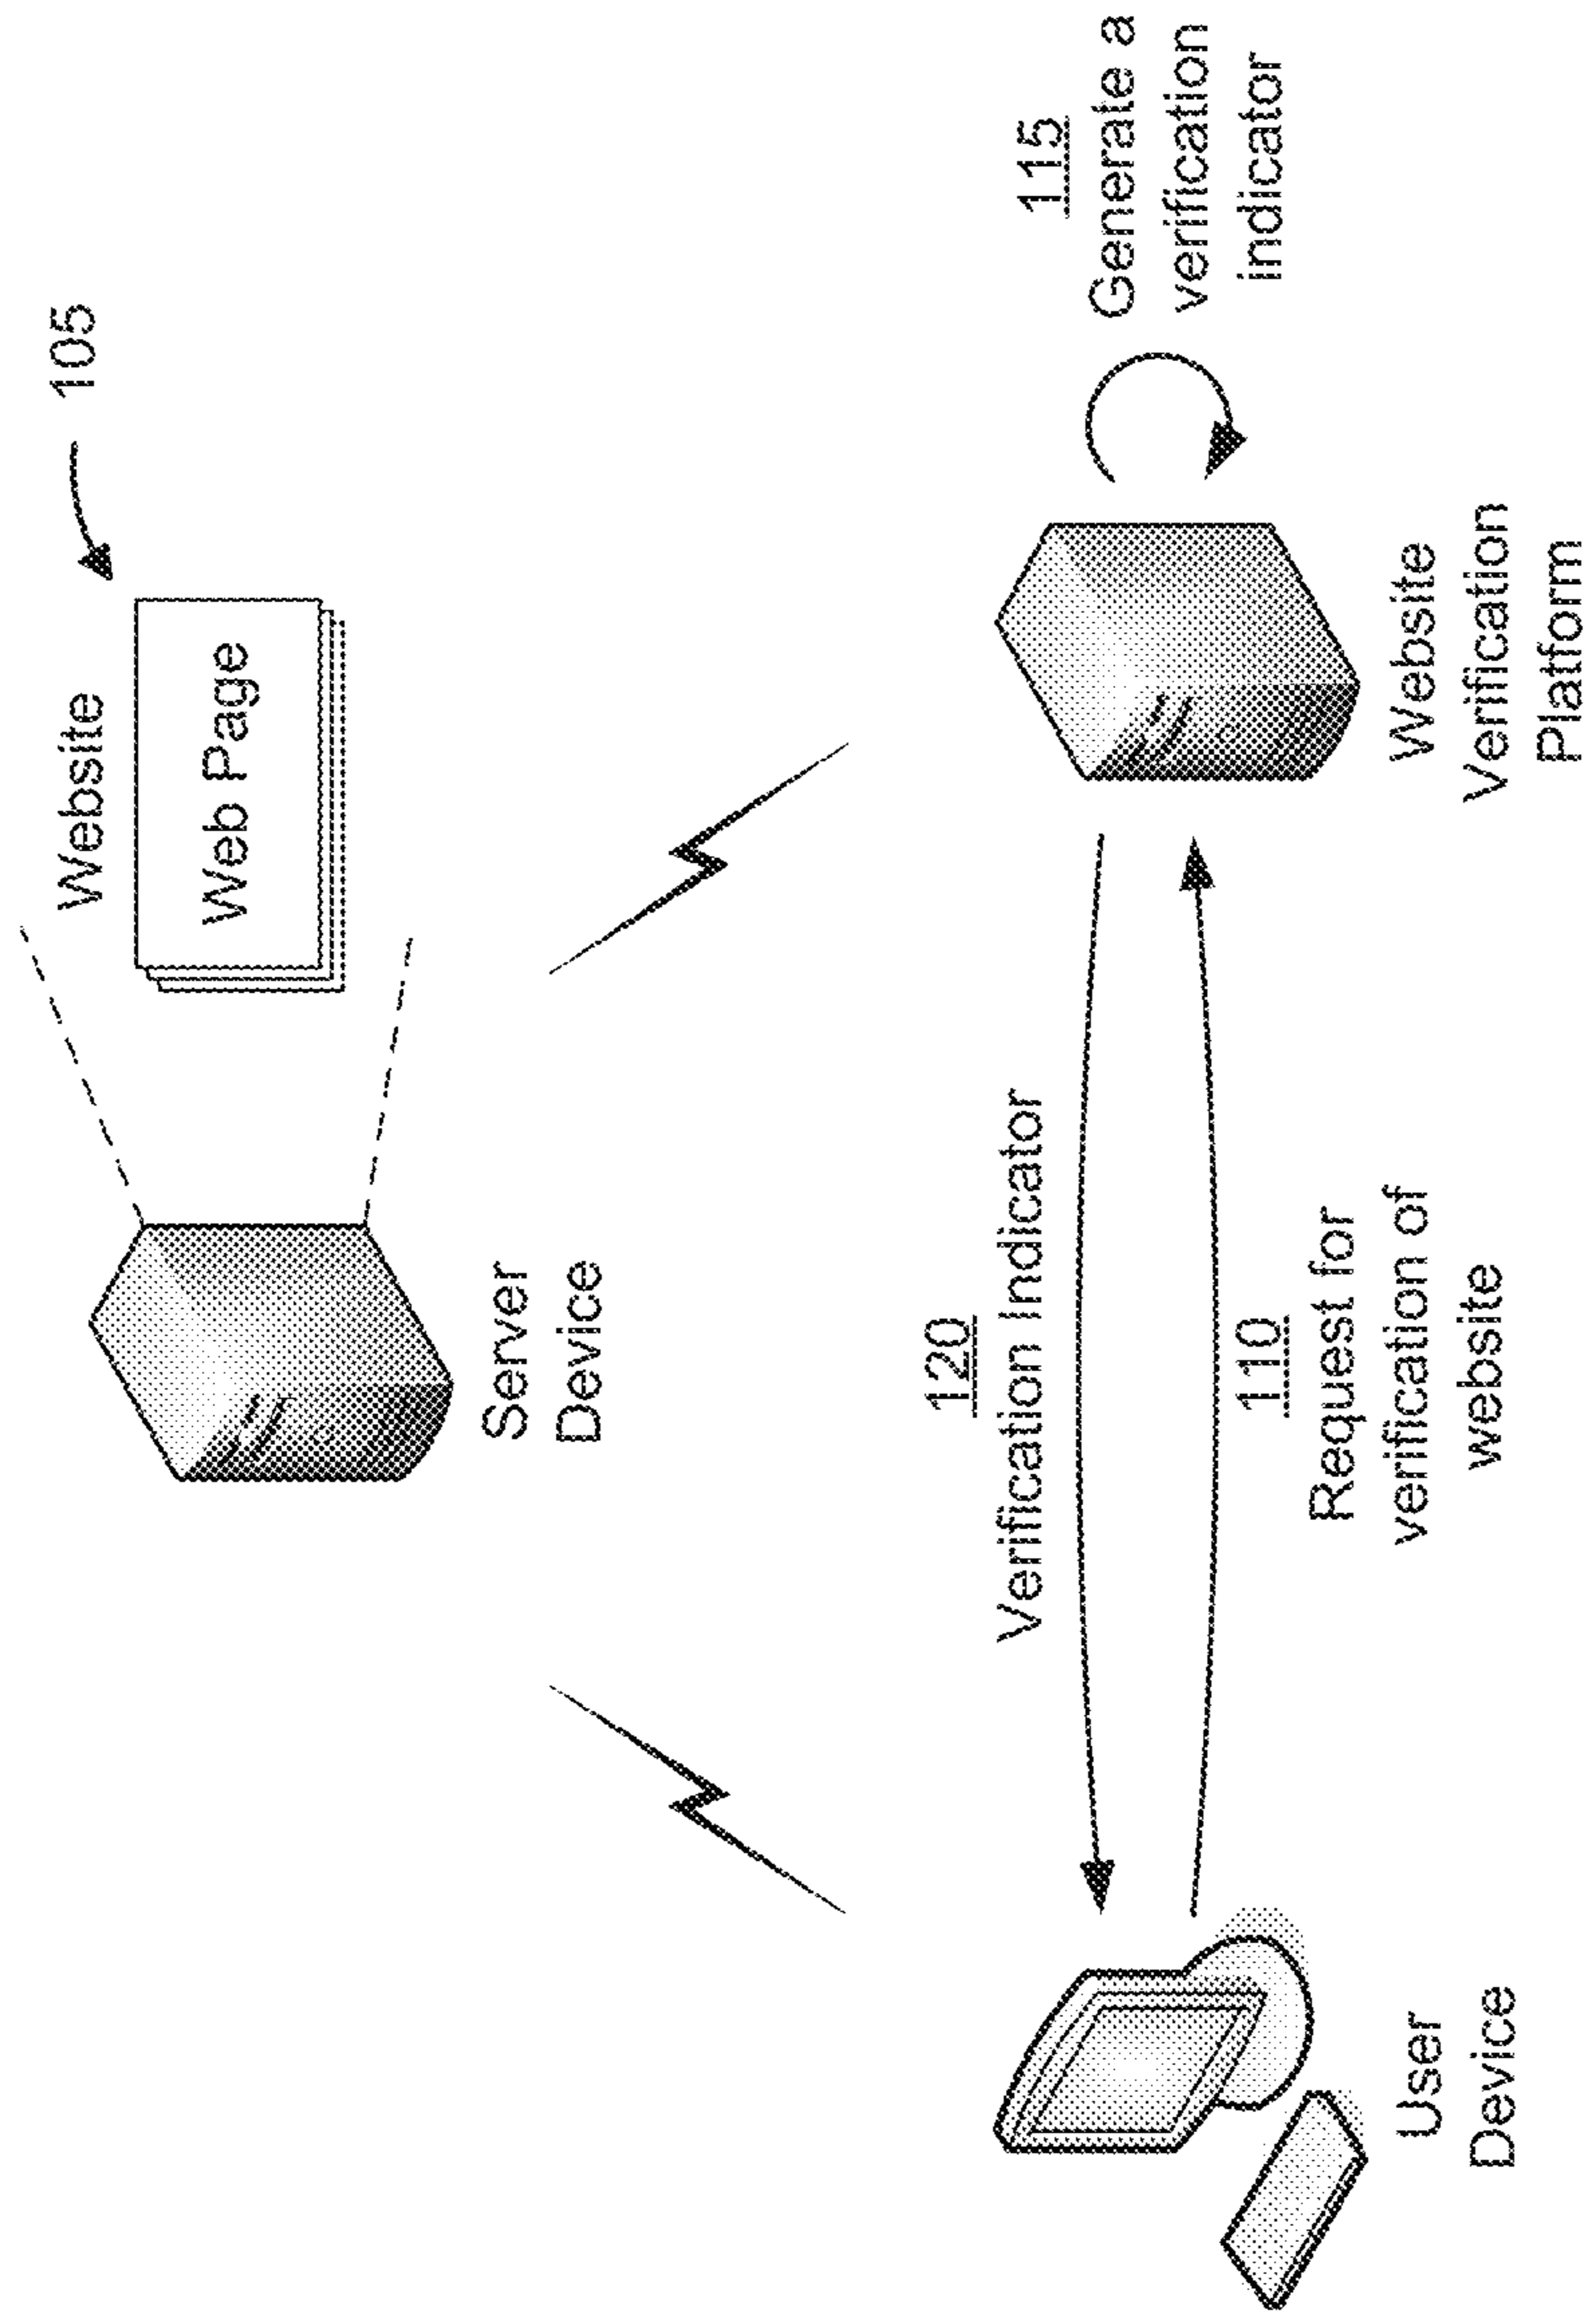 Website
105
Web Page
Server
Device
120
Verification Indicator
110
Request for
verification of
website
115
Generate a
verification
indicator
User
Device
Website
Verification
Platform